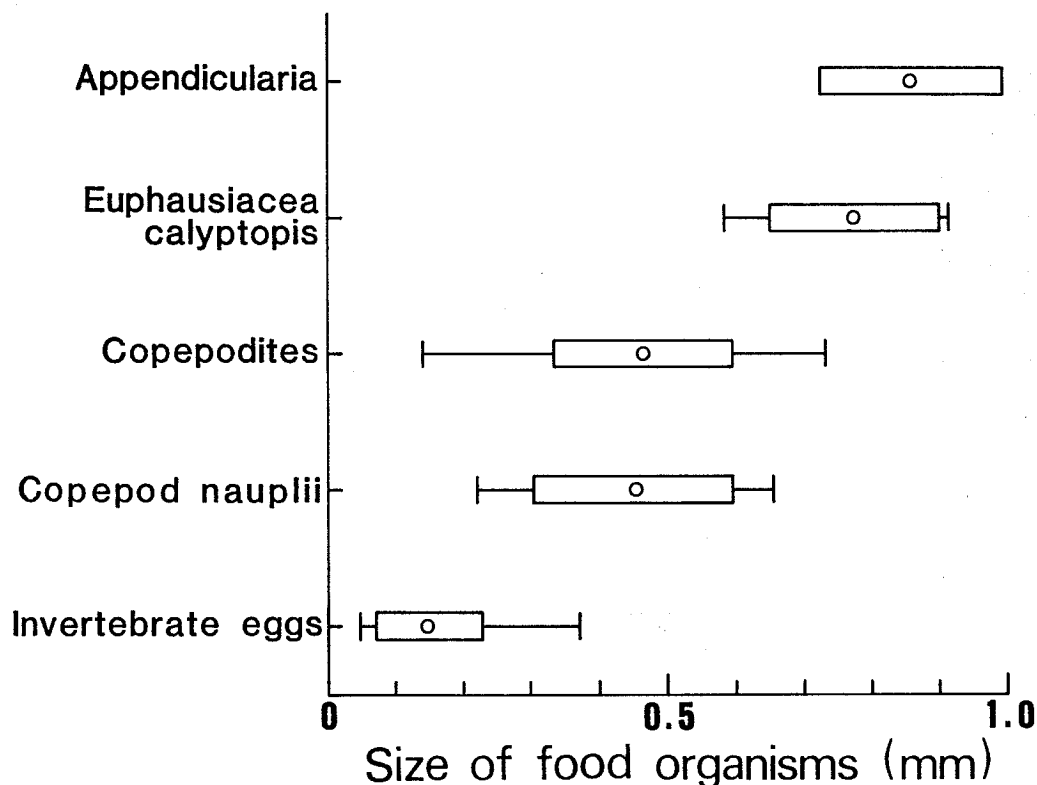 Appendicularia
Euphausiacea
calyptopis
Copepodites
Copepod nauplii
Invertebrate eggs
0 0.5 1.0
Size of food organisms (mm)